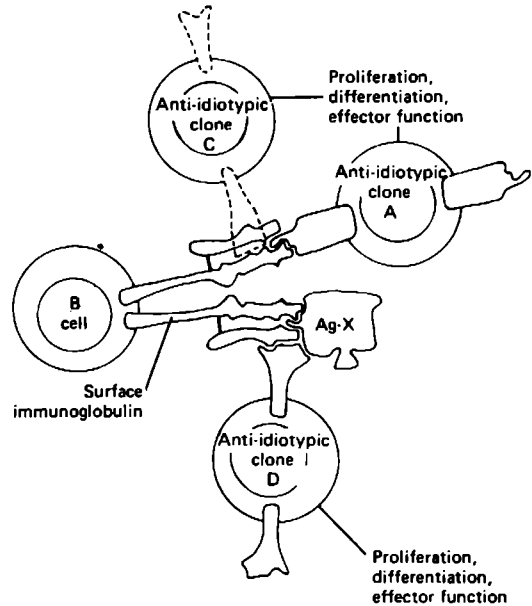 Anti-idiotypic
clone
C
Proliferation,
differentiation,
effector function
Anti-idiotypic
clone
A
B
cell
Ag-X
Surface
immunoglobulin
Anti-idiotypic
clone
D
Proliferation,
differentiation,
effector function